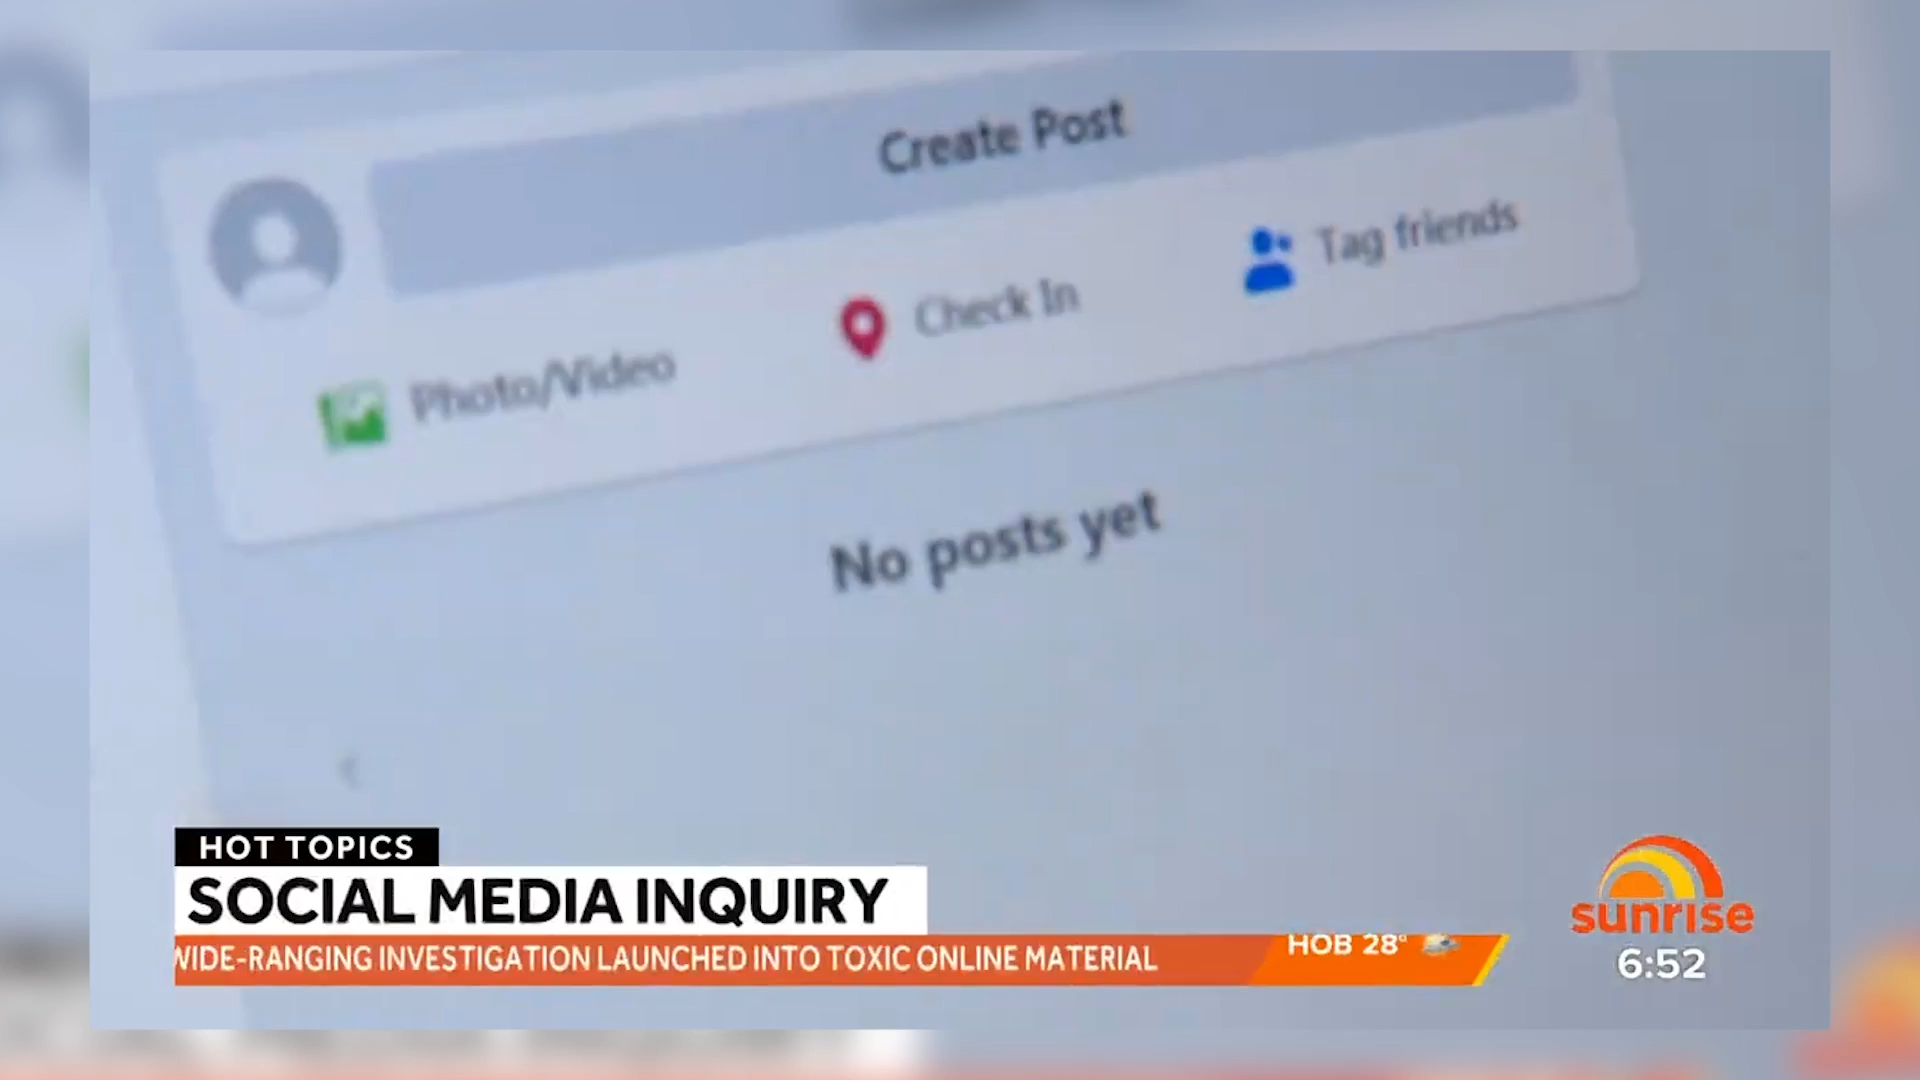 Create Post
Photo/Video
Check In
Tag friends
No posts yet
HOT TOPICS
SOCIAL MEDIA INQUIRY
WIDE-RANGING INVESTIGATION LAUNCHED INTO TOXIC ONLINE MATERIAL
HOB 28°
sunrise
6:52